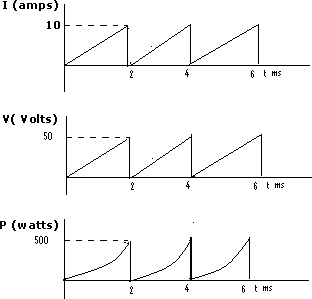 I (amps)
10
2 4 6 t ms
V( Volts)
50
2 4 6 t ms
P (watts)
500
2 4 6 t ms